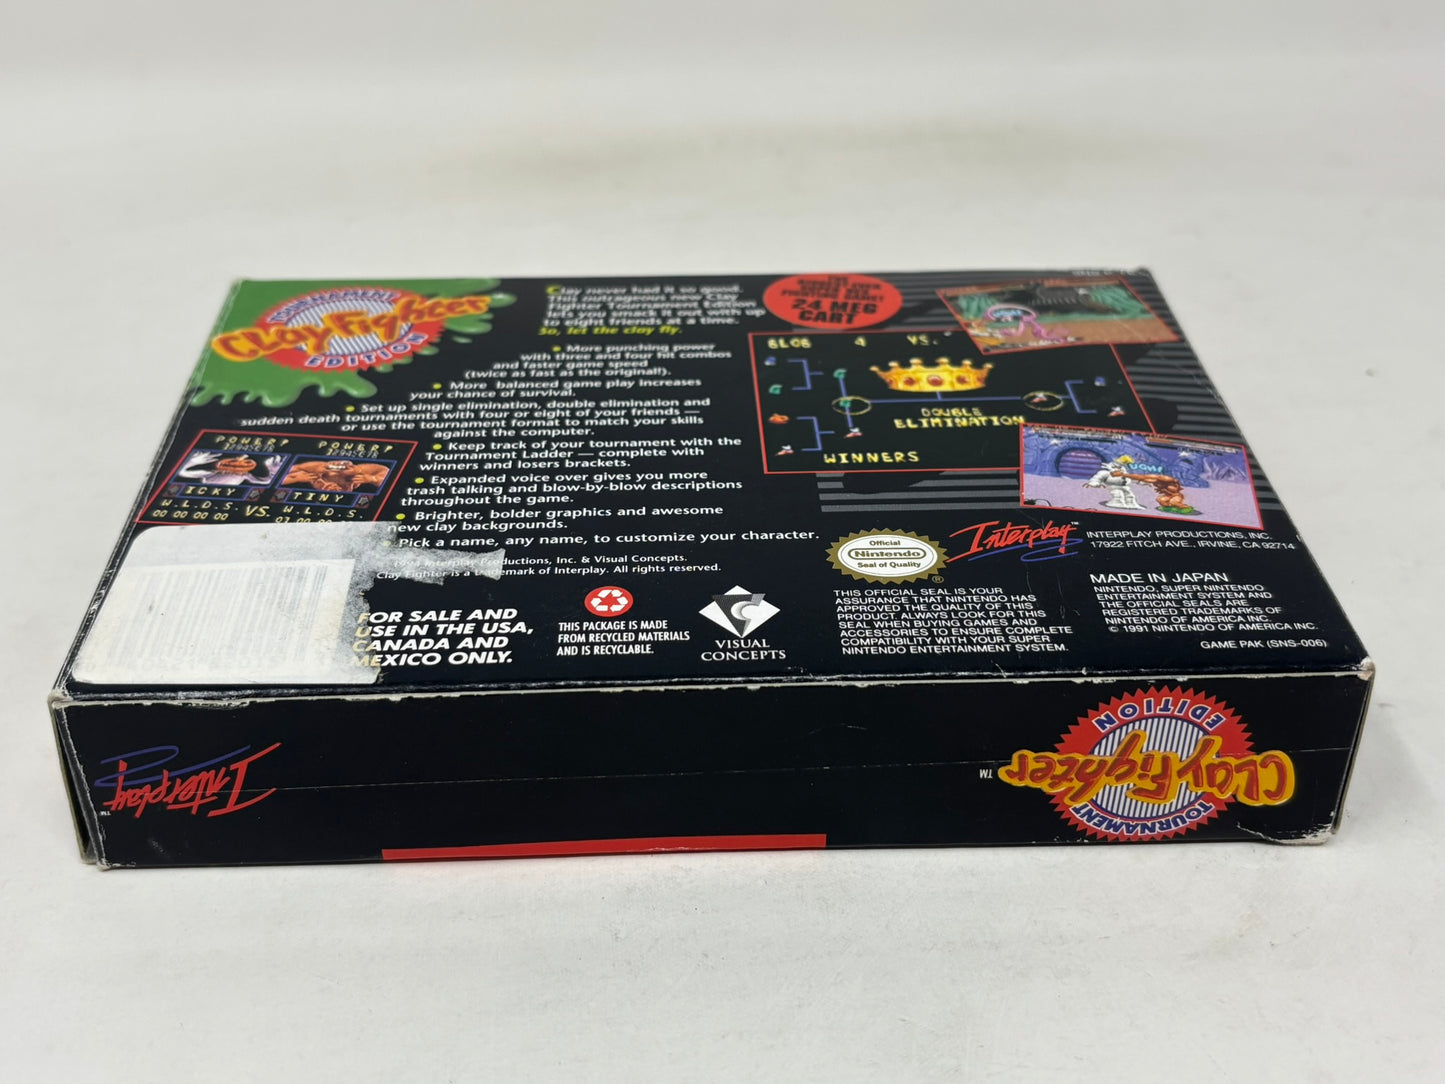 TOURNAMENT
Clay Fighter
EDITION
Clay never had it so good.
This outrageous new Clay
Fighter Tournament Edition
lets you smack it out with up
to eight friends at a time.
So, let the clay fly.
• More punching power
with three and four hit combos
and faster game speed
(twice as fast as the original!).
• More balanced game play increases
your chance of survival.
• Set up single elimination, double elimination and
sudden death tournaments with four or eight of your friends —
or use the tournament format to match your skills
against the computer.
• Keep track of your tournament with the
Tournament Ladder — complete with
winners and losers brackets.
• Expanded voice over gives you more
trash talking and blow-by-blow descriptions
throughout the game.
• Brighter, bolder graphics and awesome
new clay backgrounds.
• Pick a name, any name, to customize your character.
1994 Interplay Productions, Inc. & Visual Concepts.
Clay Fighter is a trademark of Interplay. All rights reserved.
24 MEG
CART
BLOB 4 VS.
DOUBLE
ELIMINATION
WINNERS
UGH!
POWER? POWER?
ICKY TINY
W.L.D.S. VS. W.L.D.S.
00 00 00 00
FOR SALE AND
USE IN THE USA,
CANADA AND
MEXICO ONLY.
THIS PACKAGE IS MADE
FROM RECYCLED MATERIALS
AND IS RECYCLABLE.
VISUAL
CONCEPTS
Official
Nintendo
Seal of Quality
®
THIS OFFICIAL SEAL IS YOUR
ASSURANCE THAT NINTENDO HAS
APPROVED THE QUALITY OF THIS
PRODUCT. ALWAYS LOOK FOR THIS
SEAL WHEN BUYING GAMES AND
ACCESSORIES TO ENSURE COMPLETE
COMPATIBILITY WITH YOUR SUPER
NINTENDO ENTERTAINMENT SYSTEM.
Interplay™
INTERPLAY PRODUCTIONS, INC.
17922 FITCH AVE., IRVINE, CA 92714
MADE IN JAPAN
NINTENDO, SUPER NINTENDO
ENTERTAINMENT SYSTEM AND
THE OFFICIAL SEALS ARE
REGISTERED TRADEMARKS OF
NINTENDO OF AMERICA INC.
© 1991 NINTENDO OF AMERICA INC.
GAME PAK (SNS-006)
Interplay™
TOURNAMENT
Clay Fighter™
EDITION